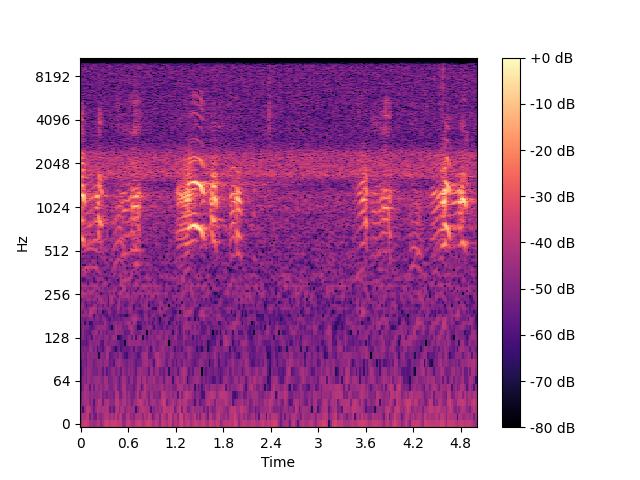 8192
4096
2048
1024
512
256
128
64
0
Hz
0 0.6 1.2 1.8 2.4 3 3.6 4.2 4.8
Time
+0 dB
-10 dB
-20 dB
-30 dB
-40 dB
-50 dB
-60 dB
-70 dB
-80 dB